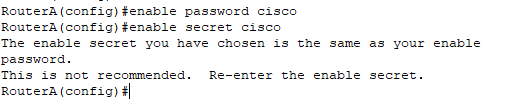 RouterA(config)#enable password cisco
RouterA(config)#enable secret cisco
The enable secret you have chosen is the same as your enable
password.
This is not recommended.  Re-enter the enable secret.
RouterA(config)#